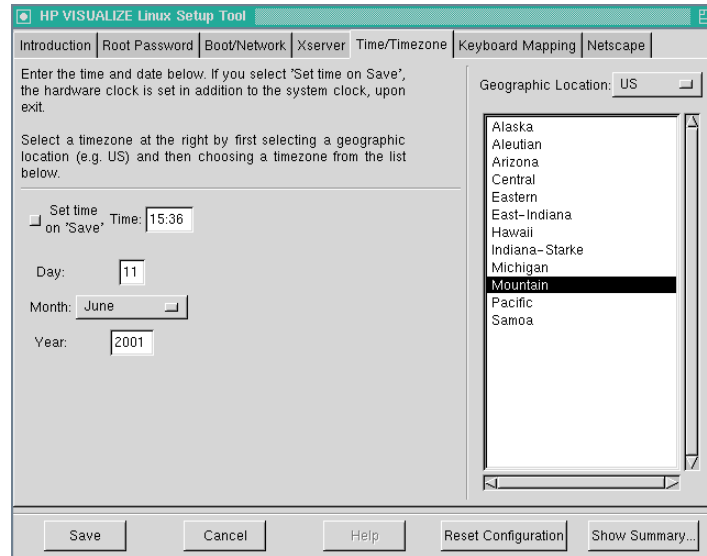 HP VISUALIZE Linux Setup Tool
Introduction Root Password Boot/Network Xserver Time/Timezone Keyboard Mapping Netscape
Enter the time and date below. If you select 'Set time on Save',
the hardware clock is set in addition to the system clock, upon
exit.
Select a timezone at the right by first selecting a geographic
location (e.g. US) and then choosing a timezone from the list
below.
Set time
on 'Save'
Time: 15:36
Day: 11
Month: June
Year: 2001
Geographic Location: US
Alaska
Aleutian
Arizona
Central
Eastern
East-Indiana
Hawaii
Indiana-Starke
Michigan
Mountain
Pacific
Samoa
Save Cancel Help Reset Configuration Show Summary...